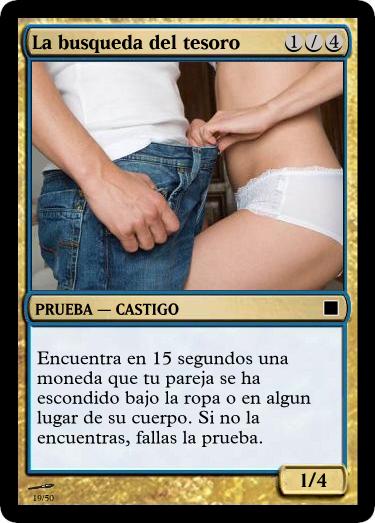 La busqueda del tesoro 1/4
PRUEBA — CASTIGO
Encuentra en 15 segundos una
moneda que tu pareja se ha
escondido bajo la ropa o en algun
lugar de su cuerpo. Si no la
encuentras, fallas la prueba.
1/4
19/50